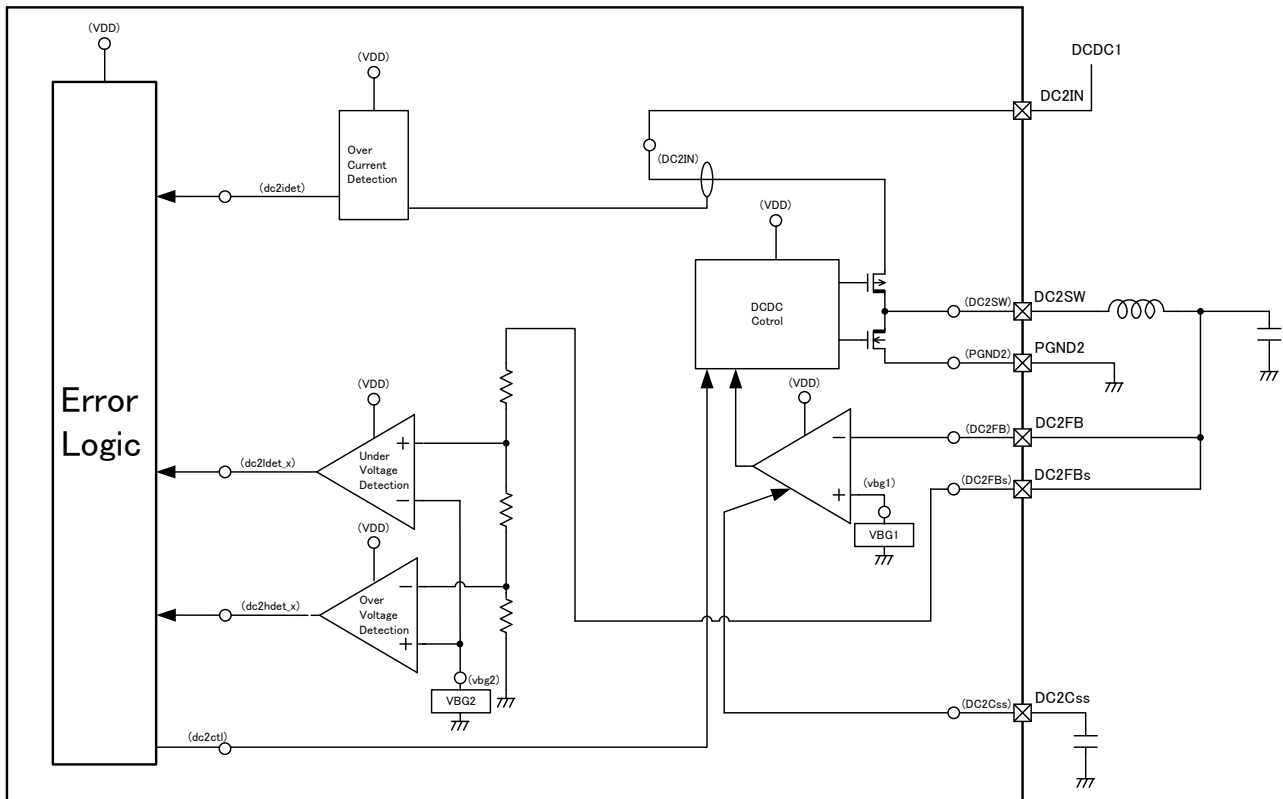 (VDD)
(VDD)
DCDC1
DC2IN
Over
Current
Detection
(DC2IN)
(dc2idet)
(VDD)
DCDC
Cotrol
(DC2SW)
DC2SW
(PGND2)
PGND2
Error
Logic
(VDD)
+
Under
Voltage
Detection
−
(dc2ldet_x)
(VDD)
−
(DC2FB)
DC2FB
(DC2FBs)
DC2FBs
+
(vbg1)
VBG1
(VDD)
−
Over
Voltage
Detection
+
(dc2hdet_x)
(vbg2)
VBG2
(DC2Css)
DC2Css
(dc2ctl)